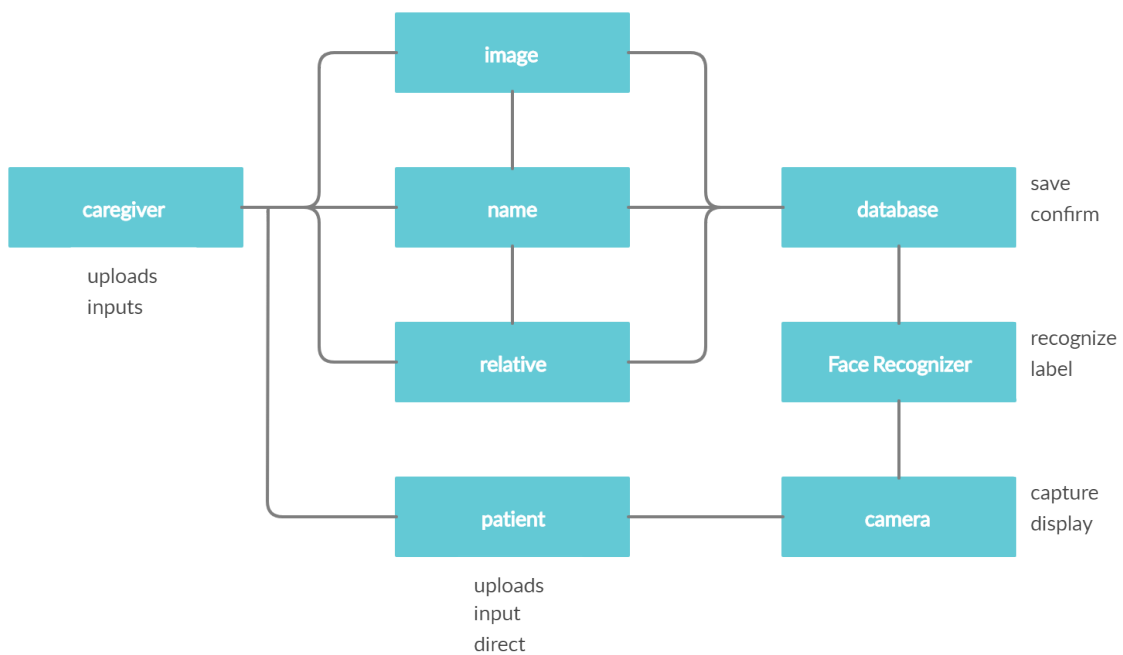 image
caregiver
name
database
save
confirm
uploads
inputs
relative
Face Recognizer
recognize
label
patient
camera
capture
display
uploads
input
direct